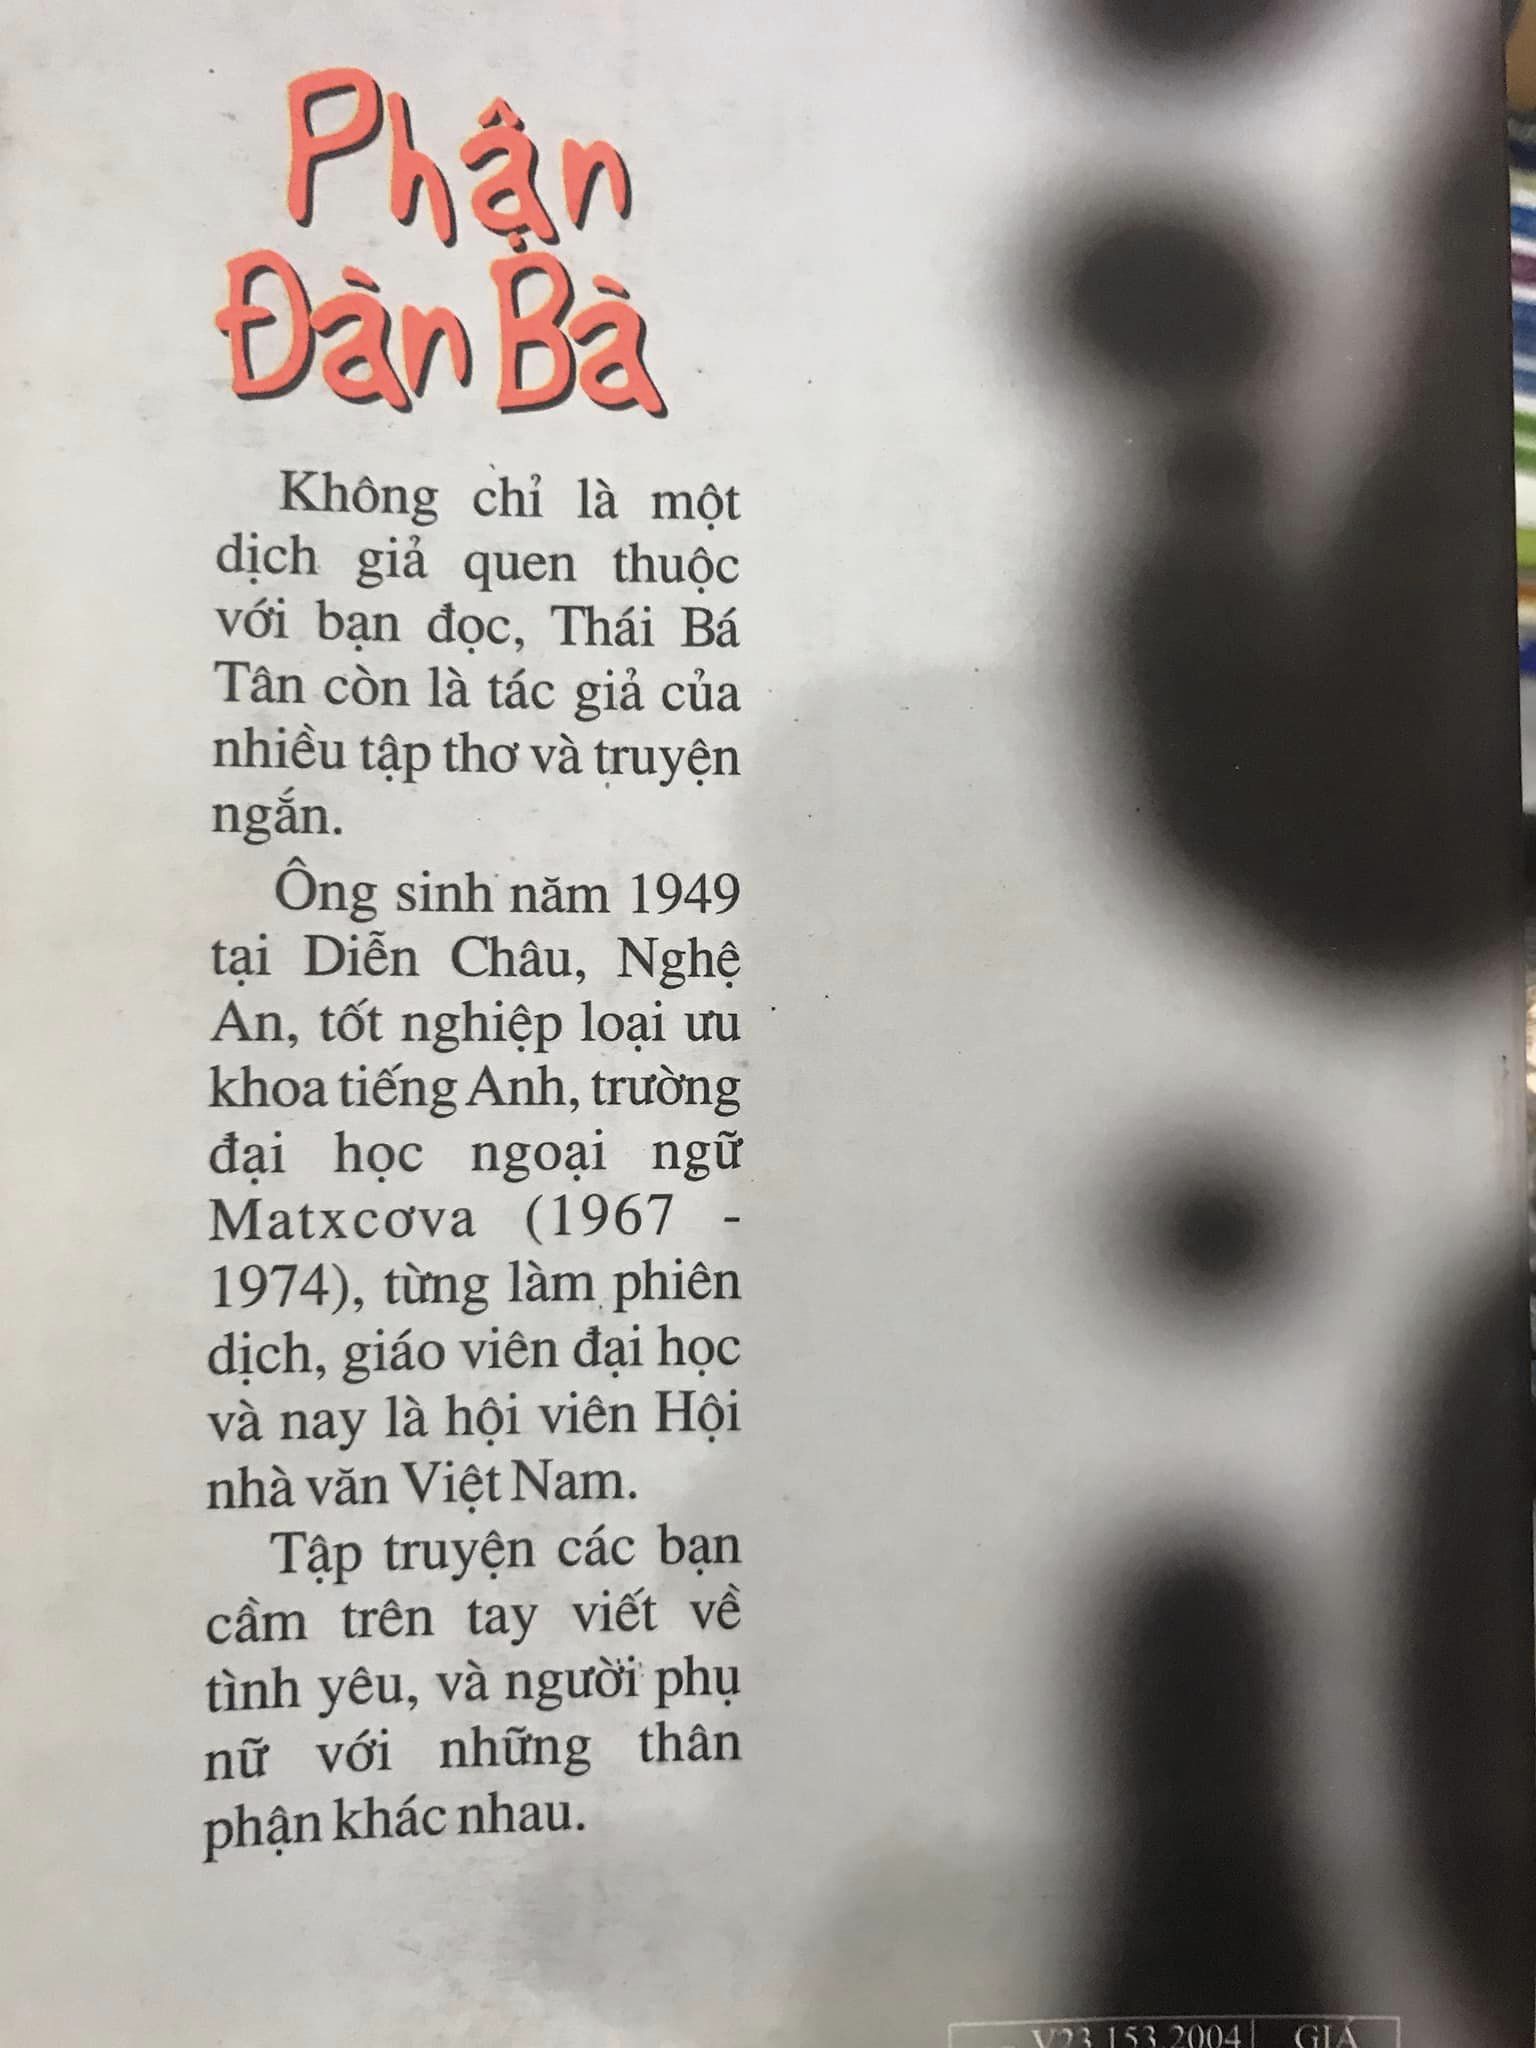 Phận
Đàn Bà
Không chỉ là một
dịch giả quen thuộc
với bạn đọc, Thái Bá
Tân còn là tác giả của
nhiều tập thơ và truyện
ngắn.
Ông sinh năm 1949
tại Diễn Châu, Nghệ
An, tốt nghiệp loại ưu
khoa tiếng Anh, trường
đại học ngoại ngữ
Matxcơva (1967 -
1974), từng làm phiên
dịch, giáo viên đại học
và nay là hội viên Hội
nhà văn Việt Nam.
Tập truyện các bạn
cầm trên tay viết về
tình yêu, và người phụ
nữ với những thân
phận khác nhau.
V23.153.2004 GIÁ